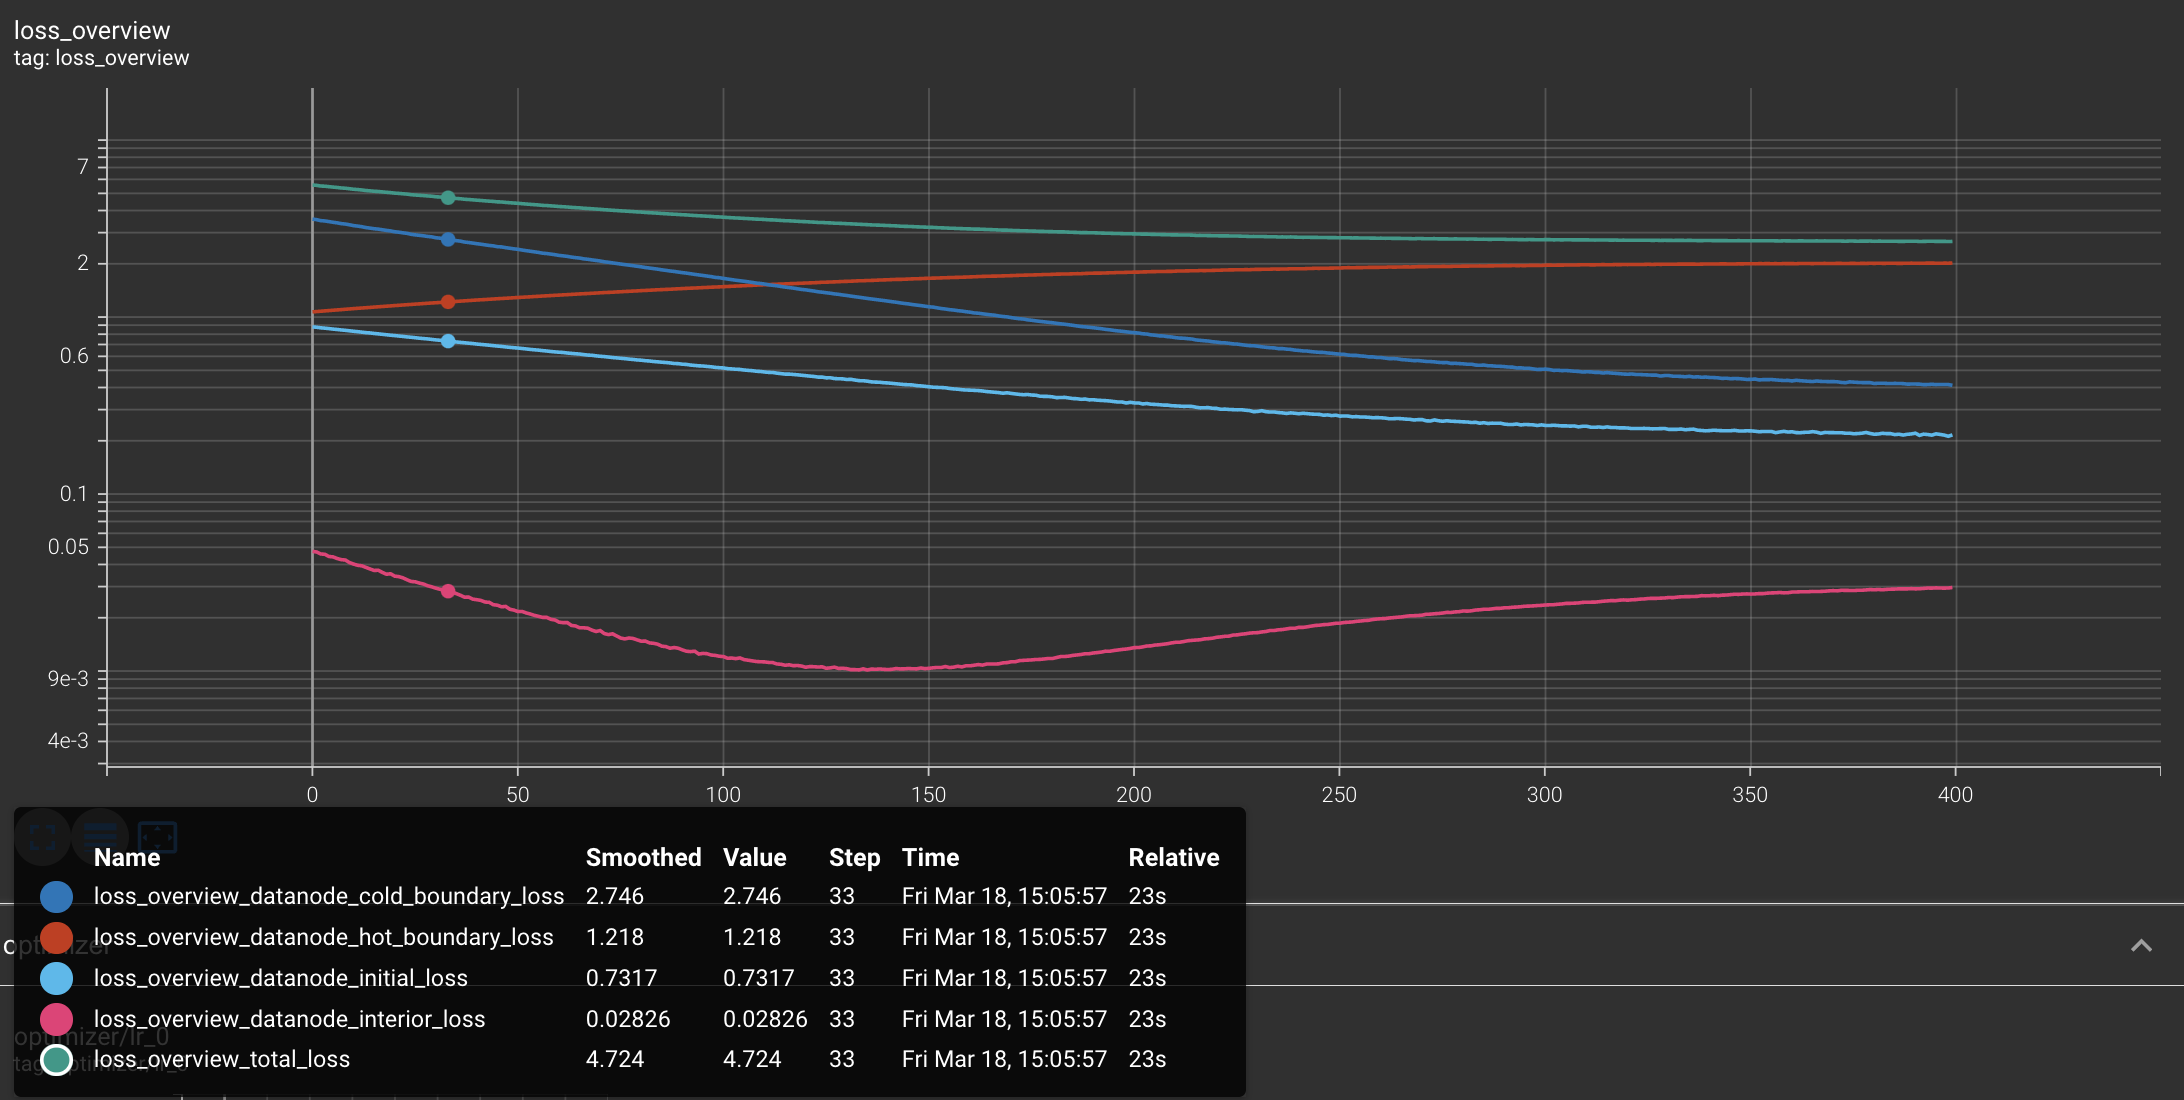 loss_overview
tag: loss_overview
7
2
0.6
0.1
0.05
9e-3
4e-3
0 50 100 150 200 250 300 350 400
Name Smoothed Value Step Time Relative
loss_overview_datanode_cold_boundary_loss 2.746 2.746 33 Fri Mar 18, 15:05:57 23s
loss_overview_datanode_hot_boundary_loss 1.218 1.218 33 Fri Mar 18, 15:05:57 23s
optimizer
loss_overview_datanode_initial_loss 0.7317 0.7317 33 Fri Mar 18, 15:05:57 23s
loss_overview_datanode_interior_loss 0.02826 0.02826 33 Fri Mar 18, 15:05:57 23s
optimizer/lr_0
loss_overview_total_loss 4.724 4.724 33 Fri Mar 18, 15:05:57 23s